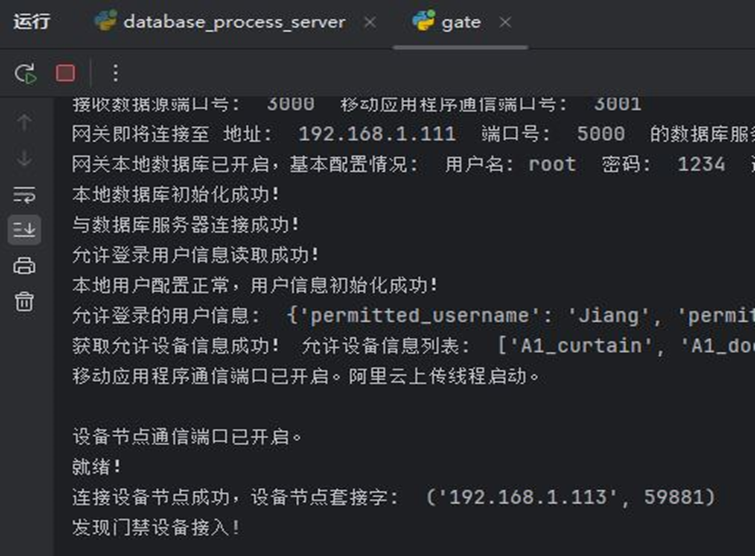 运行 database_process_server gate
接收数据源端口号: 3000 移动应用程序通信端口号: 3001
网关即将连接至 地址: 192.168.1.111 端口号: 5000 的数据库服
网关本地数据库已开启，基本配置情况: 用户名: root 密码: 1234
本地数据库初始化成功!
与数据库服务器连接成功!
允许登录用户信息读取成功!
本地用户配置正常，用户信息初始化成功!
允许登录的用户信息: {'permitted_username': 'Jiang', 'permit
获取允许设备信息成功! 允许设备信息列表: ['A1_curtain', 'A1_doo
移动应用程序通信端口已开启。阿里云上传线程启动。
设备节点通信端口已开启。
就绪!
连接设备节点成功，设备节点套接字: ('192.168.1.113', 59881)
发现门禁设备接入!